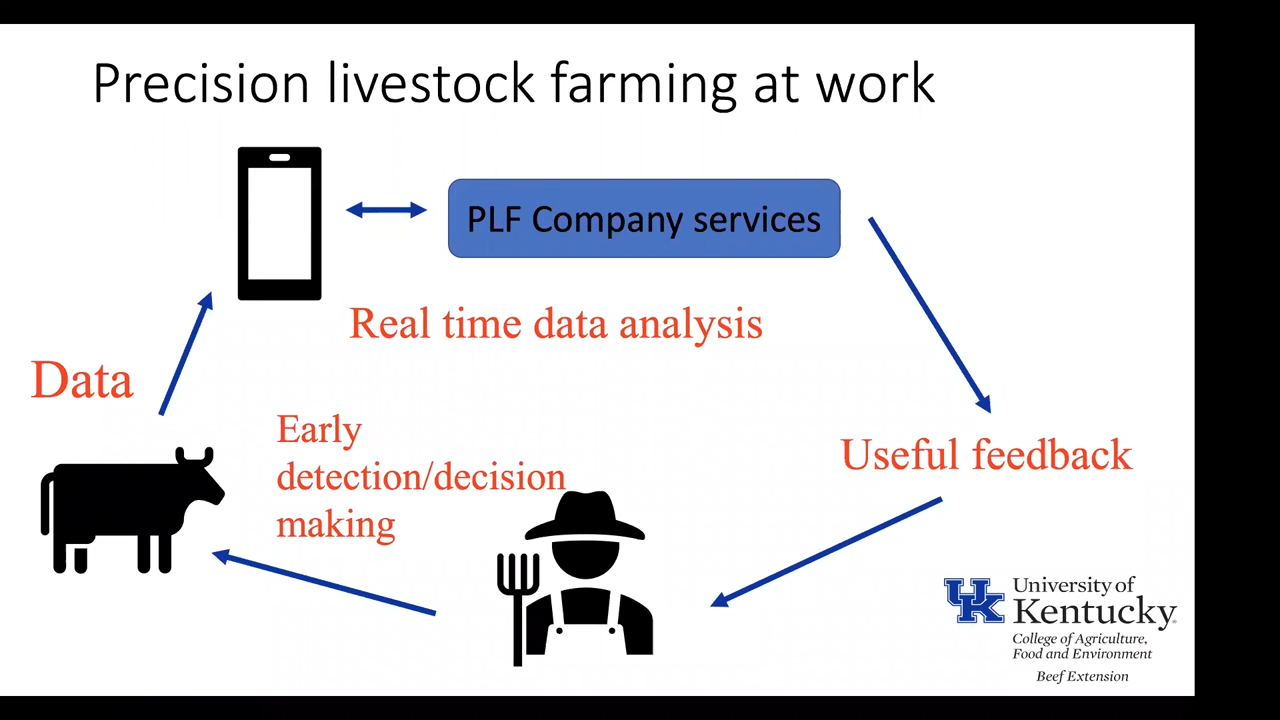 Precision livestock farming at work
PLF Company services
Real time data analysis
Data
Early
detection/decision
making
Useful feedback
UK
University of
Kentucky
College of Agriculture,
Food and Environment
Beef Extension